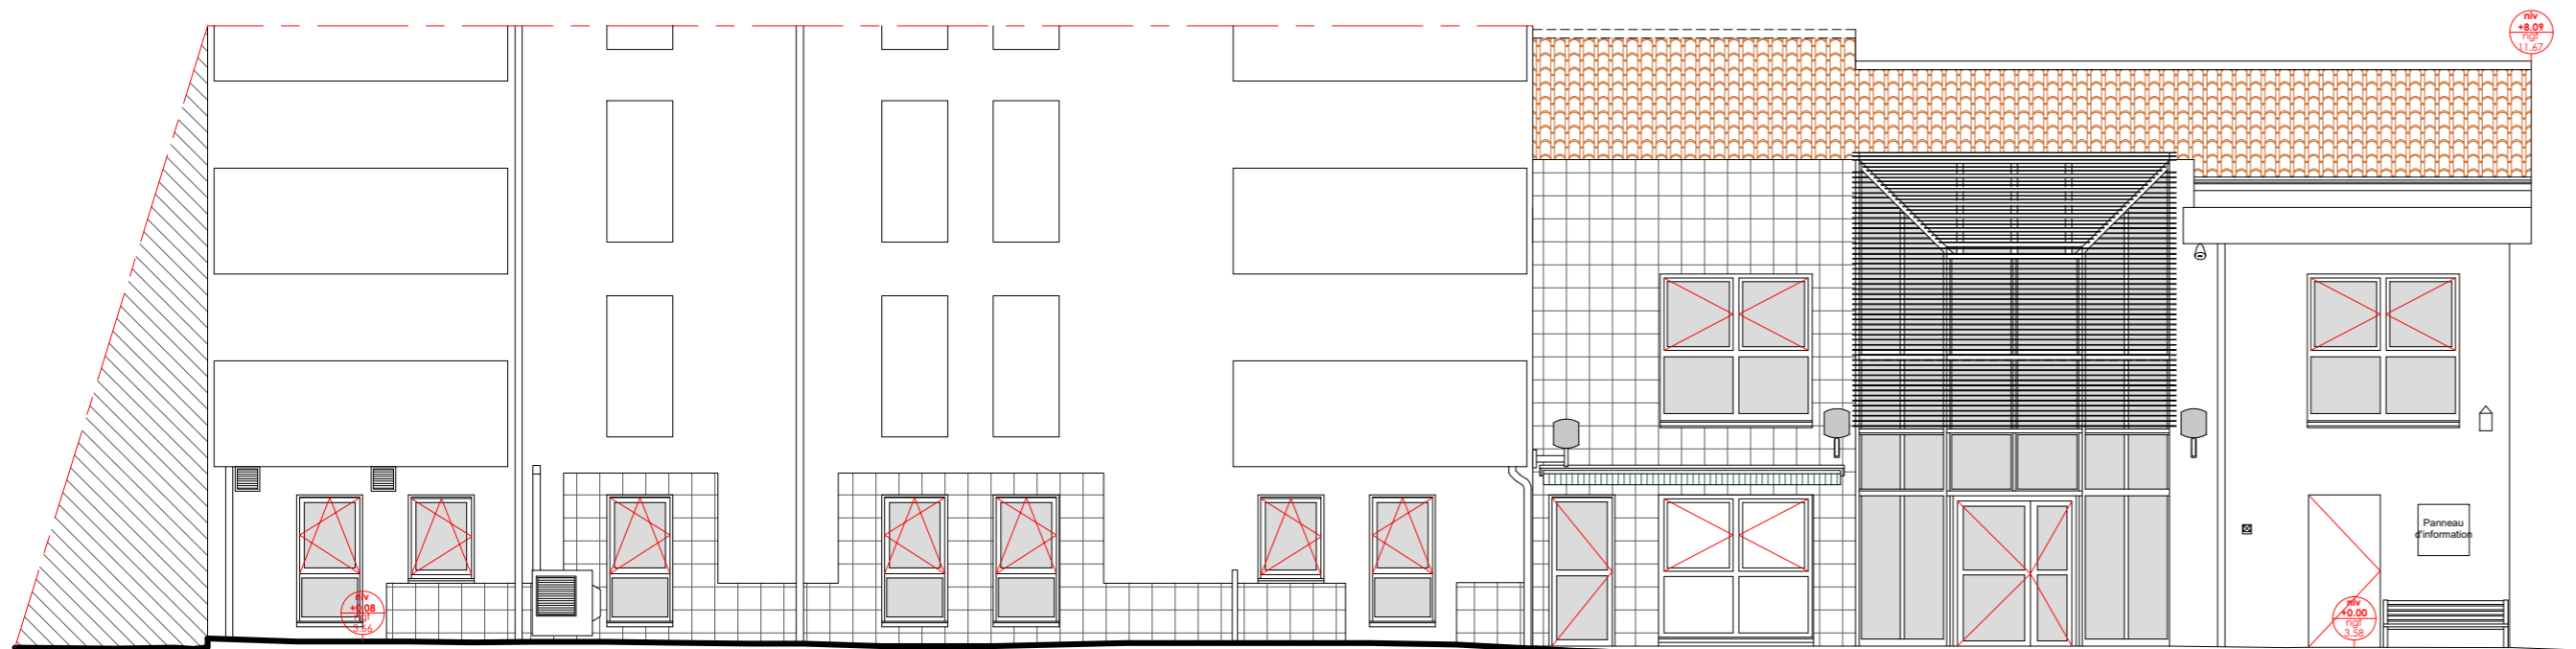 niv
+8.09
ngf
11.67
Panneau
d'information
niv
+0.08
ngf
3.66
niv
+0.00
ngf
3.58